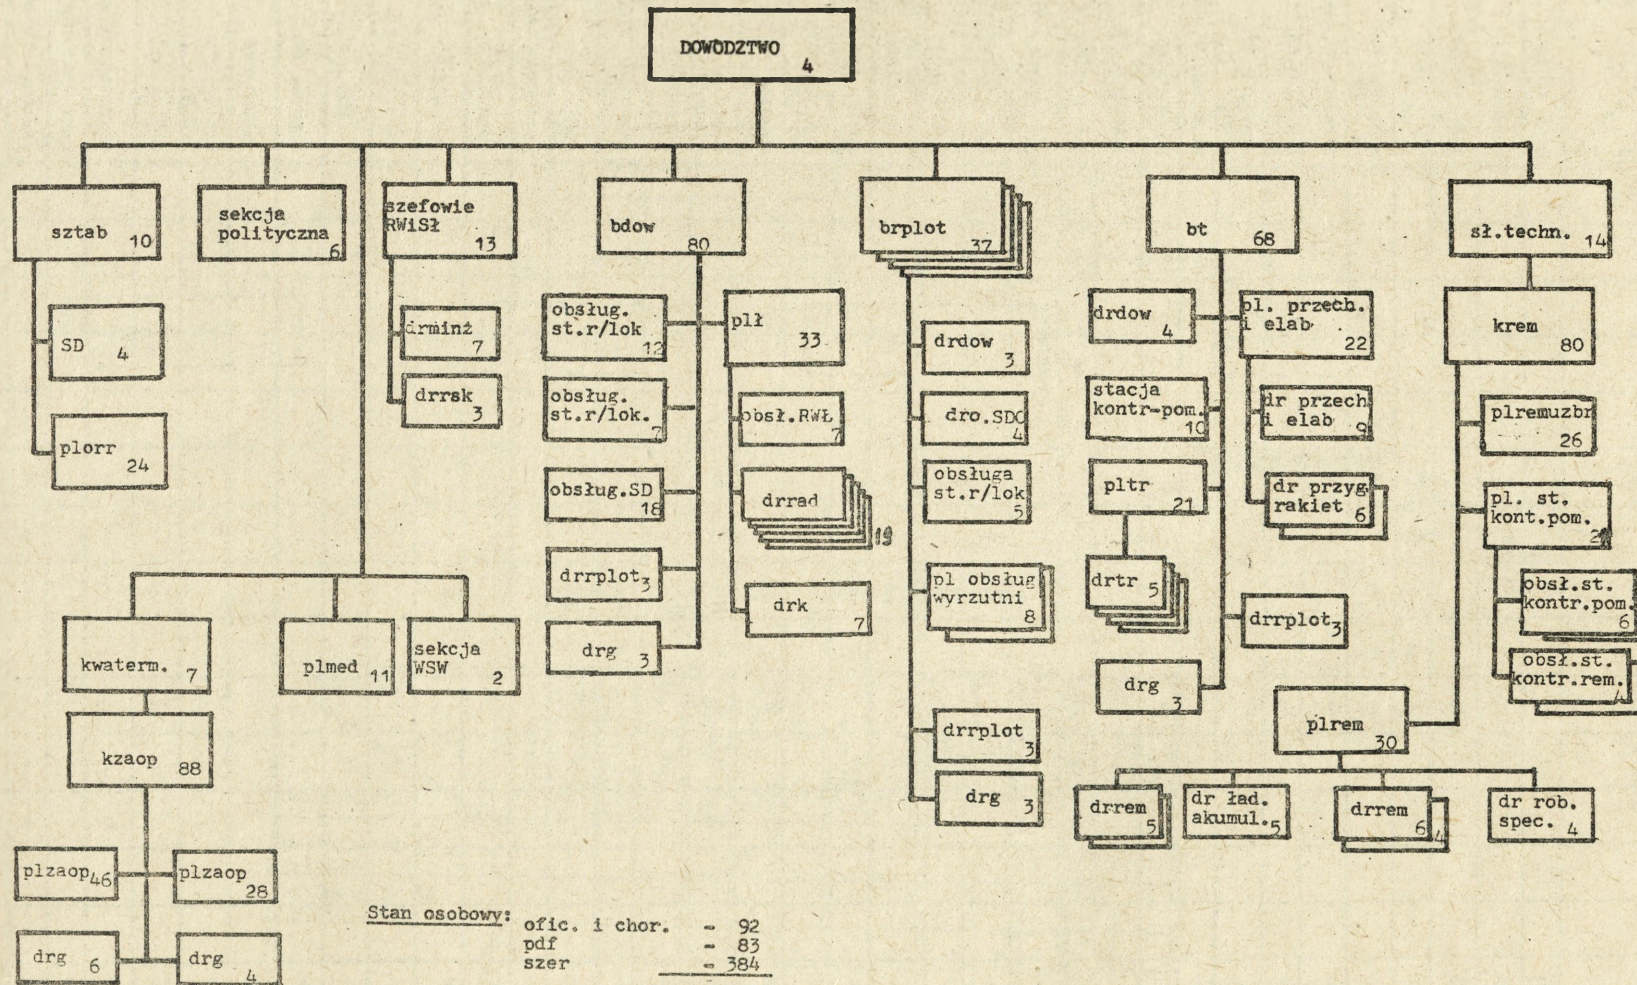 DOWÓDZTWO
4
sztab 10
SD 4
plorr
24
sekcja
polityczna
6
szefowie
RWiSł
13
drminż
7
drrsk
3
bdow
80
obsług.
st.r/lok
12
obsług.
st.r/lok.
7
obsług.SD
18
drrplot 3
drg 3
plł
33
obsł.RWŁ
7
drrad
19
drk
7
brplot
37
drdow
3
dro.SDO
4
obsługa
st.r/lok
5
pl obsług
wyrzutni
8
drrplot
3
drg 3
bt 68
drdow
4
stacja
kontr-pom.
10
pltr
21
drtr 5
drg
3
pl. przech.
i elab
22
dr przech
i elab 9
dr przyg.
rakiet 6
drrplot 3
sł.techn. 14
krem
80
plremuzbr
26
pl. st.
kont.pom.
obsł.st.
kontr.pom.
6
obsł.st.
kontr.rem.
4
plrem
30
drrem
5
dr ład.
akumul. 5
drrem
6 4
dr rob.
spec. 4
kwaterm. 7
plmed 11
sekcja
WSW 2
kzaop 88
plzaop 46
plzaop
28
drg 6
drg
4
Stan osobowy:
ofic. i chor. - 92
pdf - 83
szer - 384